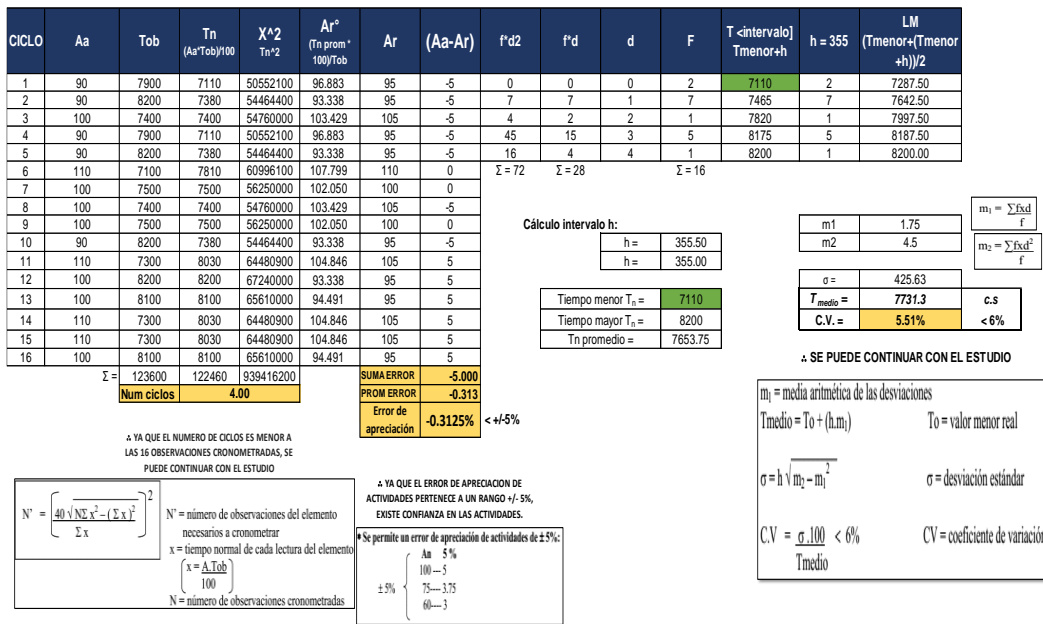 CICLO Aa Tob Tn (Aa*Tob)/100 X^2 Tn^2 Ar° (Tn prom * 100)/Tob Ar (Aa-Ar) f*d2 f*d d F T <intervalo] Tmenor+h h = 355 LM (Tmenor+(Tmenor +h))/2
1 90 7900 7110 50552100 96.883 95 -5 0 0 0 2 7110 2 7287.50
2 90 8200 7380 54464400 93.338 95 -5 7 7 1 7 7465 7 7642.50
3 100 7400 7400 54760000 103.429 105 -5 4 2 2 1 7820 1 7997.50
4 90 7900 7110 50552100 96.883 95 -5 45 15 3 5 8175 5 8187.50
5 90 8200 7380 54464400 93.338 95 -5 16 4 4 1 8200 1 8200.00
6 110 7100 7810 60996100 107.799 110 0 Σ = 72 Σ = 28 Σ = 16
7 100 7500 7500 56250000 102.050 100 0
8 100 7400 7400 54760000 103.429 105 -5
9 100 7500 7500 56250000 102.050 100 0
10 90 8200 7380 54464400 93.338 95 -5
11 110 7300 8030 64480900 104.846 105 5
12 100 8200 8200 67240000 93.338 95 5
13 100 8100 8100 65610000 94.491 95 5
14 110 7300 8030 64480900 104.846 105 5
15 110 7300 8030 64480900 104.846 105 5
16 100 8100 8100 65610000 94.491 95 5
Σ = 123600 122460 939416200 SUMA ERROR -5.000
Num ciclos 4.00 PROM ERROR -0.313
Error de apreciación -0.3125% < +/-5%
Cálculo intervalo h:
h = 355.50
h = 355.00
Tiempo menor Tn = 7110
Tiempo mayor Tn = 8200
Tn promedio = 7653.75
m1 1.75
m2 4.5
m₁ = ∑fxd
f
m₂ = ∑fxd²
f
σ = 425.63
Tmedio = 7731.3 c.s
C.V. = 5.51% < 6%
∴ SE PUEDE CONTINUAR CON EL ESTUDIO
m₁ = media aritmética de las desviaciones
Tmedio = To + (h.m₁) To = valor menor real
σ = h √ m₂ – m₁² σ = desviación estándar
C.V = σ .100 < 6% CV = coeficiente de variación
Tmedio
∴ YA QUE EL NUMERO DE CICLOS ES MENOR A
LAS 16 OBSERVACIONES CRONOMETRADAS, SE
PUEDE CONTINUAR CON EL ESTUDIO
N' = (40 √ NΣ x² – ( Σ x )²)²
Σ x
N' = número de observaciones del elemento
necesarios a cronometrar
x = tiempo normal de cada lectura del elemento
(x = A.Tob)
100
N = número de observaciones cronometradas
∴ YA QUE EL ERROR DE APRECIACION DE
ACTIVIDADES PERTENECE A UN RANGO +/- 5%,
EXISTE CONFIANZA EN LAS ACTIVIDADES.
* Se permite un error de apreciación de actividades de ± 5%:
An 5 %
100 --- 5
± 5% 75---- 3.75
60---- 3